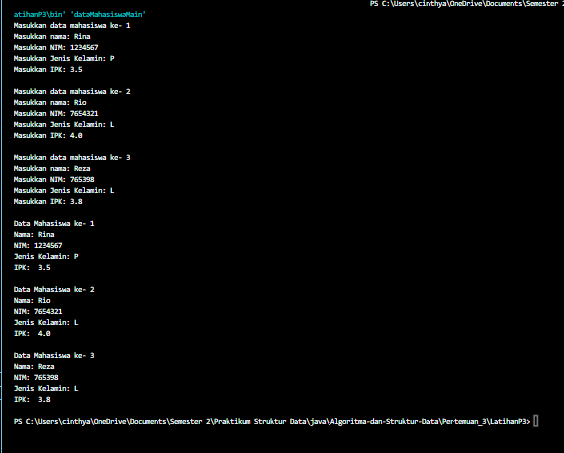 PS C:\Users\cinthya\OneDrive\Documents\Semester 2
atihanP3\bin' 'dataMahasiswaMain'
Masukkan data mahasiswa ke- 1
Masukkan nama: Rina
Masukkan NIM: 1234567
Masukkan Jenis Kelamin: P
Masukkan IPK: 3.5
Masukkan data mahasiswa ke- 2
Masukkan nama: Rio
Masukkan NIM: 7654321
Masukkan Jenis Kelamin: L
Masukkan IPK: 4.0
Masukkan data mahasiswa ke- 3
Masukkan nama: Reza
Masukkan NIM: 765398
Masukkan Jenis Kelamin: L
Masukkan IPK: 3.8
Data Mahasiswa ke- 1
Nama: Rina
NIM: 1234567
Jenis Kelamin: P
IPK:  3.5
Data Mahasiswa ke- 2
Nama: Rio
NIM: 7654321
Jenis Kelamin: L
IPK:  4.0
Data Mahasiswa ke- 3
Nama: Reza
NIM: 765398
Jenis Kelamin: L
IPK:  3.8
PS C:\Users\cinthya\OneDrive\Documents\Semester 2\Praktikum Struktur Data\java\Algoritma-dan-Struktur-Data\Pertemuan_3\LatihanP3>